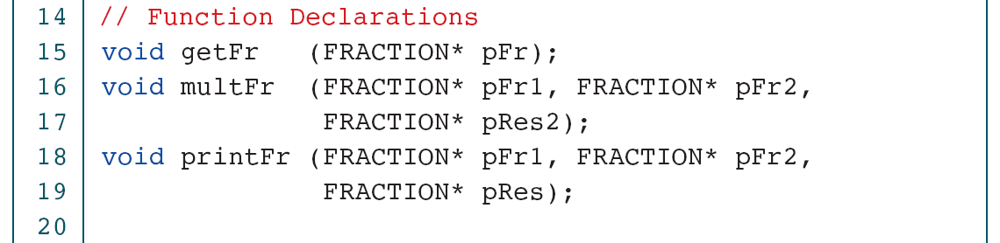 14 // Function Declarations
15 void getFr   (FRACTION* pFr);
16 void multFr  (FRACTION* pFr1, FRACTION* pFr2,
17               FRACTION* pRes2);
18 void printFr (FRACTION* pFr1, FRACTION* pFr2,
19               FRACTION* pRes);
20